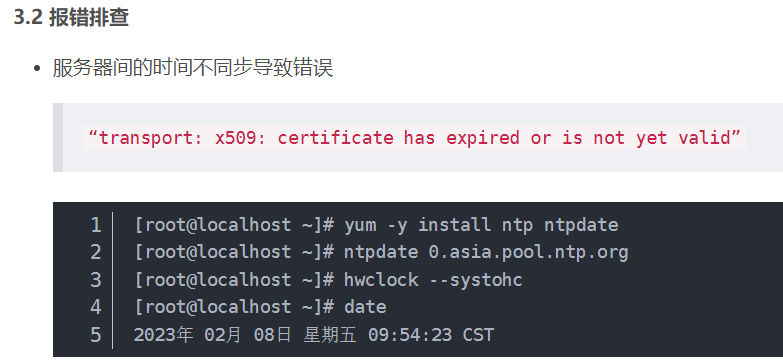 3.2 报错排查
服务器间的时间不同步导致错误
“transport: x509: certificate has expired or is not yet valid”
1 [root@localhost ~]# yum -y install ntp ntpdate
2 [root@localhost ~]# ntpdate 0.asia.pool.ntp.org
3 [root@localhost ~]# hwclock --systohc
4 [root@localhost ~]# date
5 2023年 02月 08日 星期五 09:54:23 CST